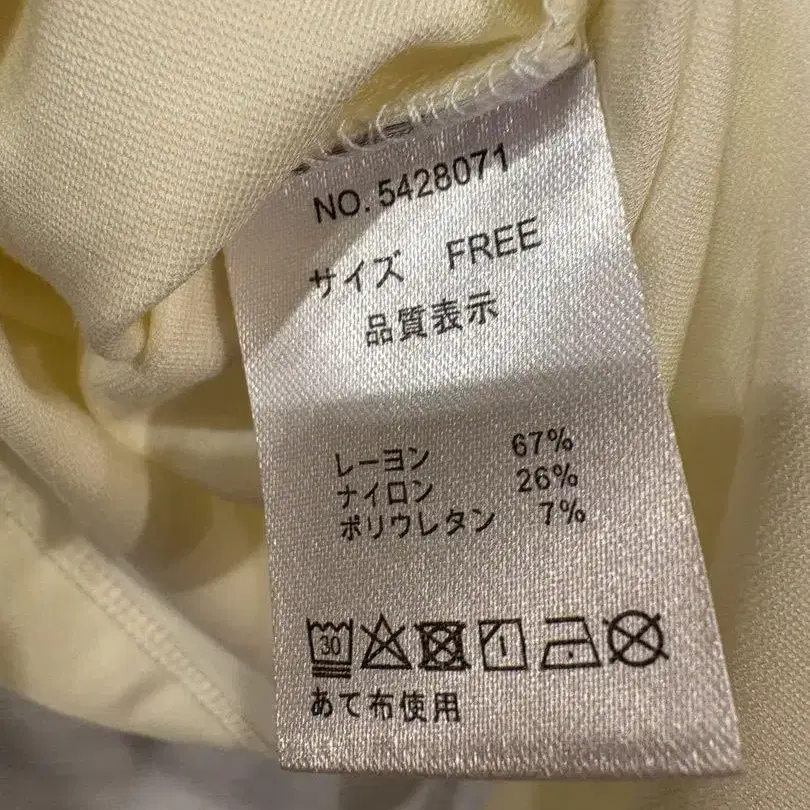 NO.5428071
サイズ FREE
品質表示
レーヨン 67%
ナイロン 26%
ポリウレタン 7%
30
あて布使用